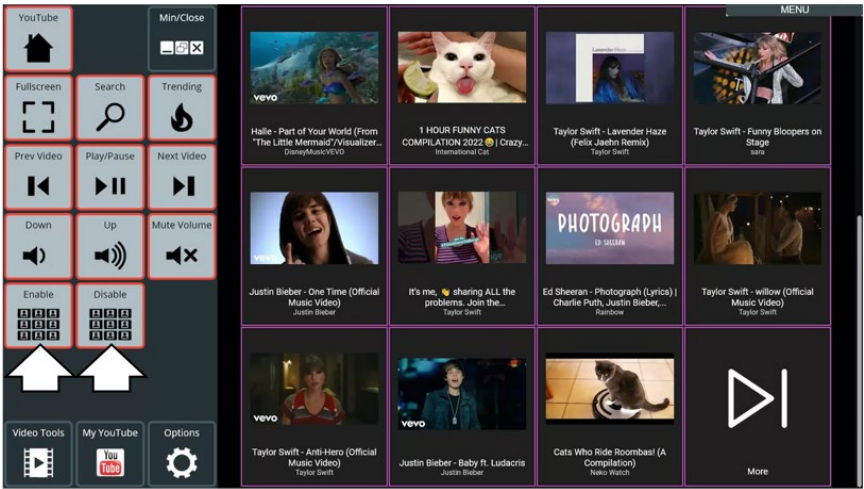 YouTube
Min/Close
MENU
Fullscreen
Search
Trending
Prev Video
Play/Pause
Next Video
Down
Up
Mute Volume
Enable
Disable
Video Tools
My YouTube
Options
You
Tube
vevo
Halle - Part of Your World (From
"The Little Mermaid"/Visualizer...
DisneyMusicVEVO
1 HOUR FUNNY CATS
COMPILATION 2022😂| Crazy...
International Cat
Lavender Haze
Taylor Swift - Lavender Haze
(Felix Jaehn Remix)
Taylor Swift
Taylor Swift - Funny Bloopers on
Stage
sara
vevo
Justin Bieber - One Time (Official
Music Video)
Justin Bieber
It's me, 👋 sharing ALL the
problems. Join the...
Taylor Swift
PHOTOGRAPH
ED SHEERAN
Ed Sheeran - Photograph (Lyrics) |
Charlie Puth, Justin Bieber,...
Rainbow
Taylor Swift - willow (Official
Music Video)
Taylor Swift
vevo
Taylor Swift - Anti-Hero (Official
Music Video)
Taylor Swift
vevo
Justin Bieber - Baby ft. Ludacris
Justin Bieber
Cats Who Ride Roombas! (A
Compilation)
Neko Watch
More